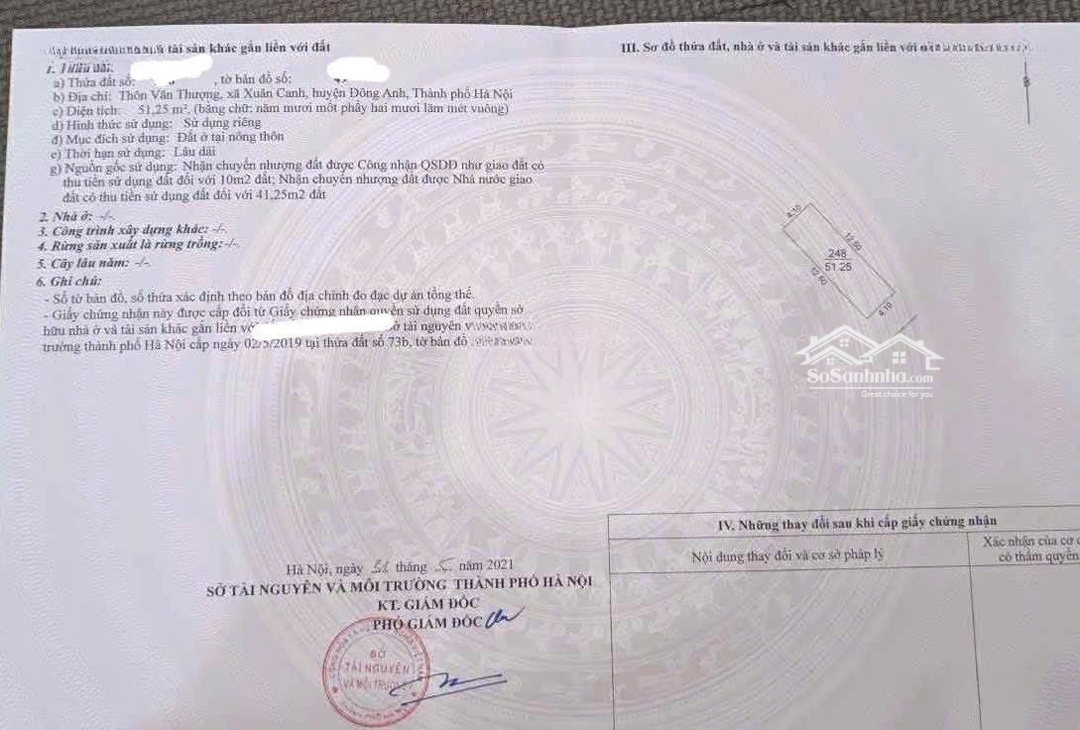 tài sản khác gắn liền với đất
a) Thửa đất số: , tờ bản đồ số:
b) Địa chỉ: Thôn Văn Thượng, xã Xuân Canh, huyện Đông Anh, Thành phố Hà Nội
c) Diện tích: 51,25 m², (bằng chữ: năm mươi mốt phẩy hai mươi lăm mét vuông)
d) Hình thức sử dụng: Sử dụng riêng
đ) Mục đích sử dụng: Đất ở tại nông thôn
e) Thời hạn sử dụng: Lâu dài
g) Nguồn gốc sử dụng: Nhận chuyển nhượng đất được Công nhận QSDĐ như giao đất có
thu tiền sử dụng đất đối với 10m2 đất; Nhận chuyển nhượng đất được Nhà nước giao
đất có thu tiền sử dụng đất đối với 41,25m2 đất
2. Nhà ở: -/-.
3. Công trình xây dựng khác: -/-.
4. Rừng sản xuất là rừng trồng:-/-.
5. Cây lâu năm: -/-.
6. Ghi chú:
- Số tờ bản đồ, số thửa xác định theo bản đồ địa chính đo đạc dự án tổng thể.
- Giấy chứng nhận này được cấp đổi từ Giấy chứng nhận quyền sử dụng đất quyền sở
hữu nhà ở và tài sản khác gắn liền với ở tài nguyên
trường thành phố Hà Nội cấp ngày 02/5/2019 tại thửa đất số 73b, tờ bản đồ
Hà Nội, ngày tháng 5 năm 2021
SỞ TÀI NGUYÊN VÀ MÔI TRƯỜNG THÀNH PHỐ HÀ NỘI
KT. GIÁM ĐỐC
PHÓ GIÁM ĐỐC
SỞ
TÀI NGUYÊN
VÀ MÔI TRƯỜNG
III. Sơ đồ thửa đất, nhà ở và tài sản khác gắn liền với
B
4.10
12.50
248
51.25
12.50
4.10
SoSanhnha.com
Great choice for you
IV. Những thay đổi sau khi cấp giấy chứng nhận
Nội dung thay đổi và cơ sở pháp lý
Xác nhận của cơ
có thẩm quyền